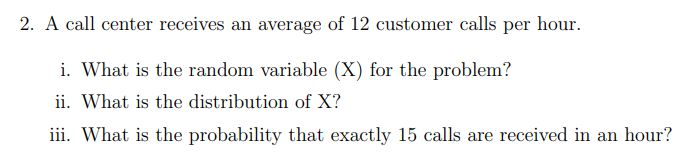 2. A call center receives an average of 12 customer calls per hour.
i. What is the random variable (X) for the problem?
ii. What is the distribution of X?
iii. What is the probability that exactly 15 calls are received in an hour?